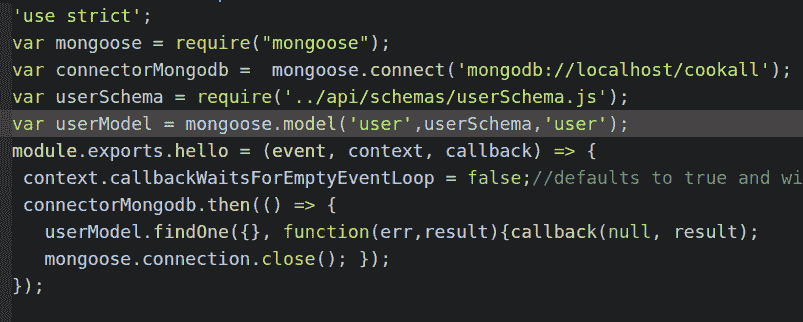 'use strict';
var mongoose = require("mongoose");
var connectorMongodb =  mongoose.connect('mongodb://localhost/cookall');
var userSchema = require('../api/schemas/userSchema.js');
var userModel = mongoose.model('user',userSchema,'user');
module.exports.hello = (event, context, callback) => {
 context.callbackWaitsForEmptyEventLoop = false;//defaults to true and wi
 connectorMongodb.then(() => {
   userModel.findOne({}, function(err,result){callback(null, result);
   mongoose.connection.close(); });
});